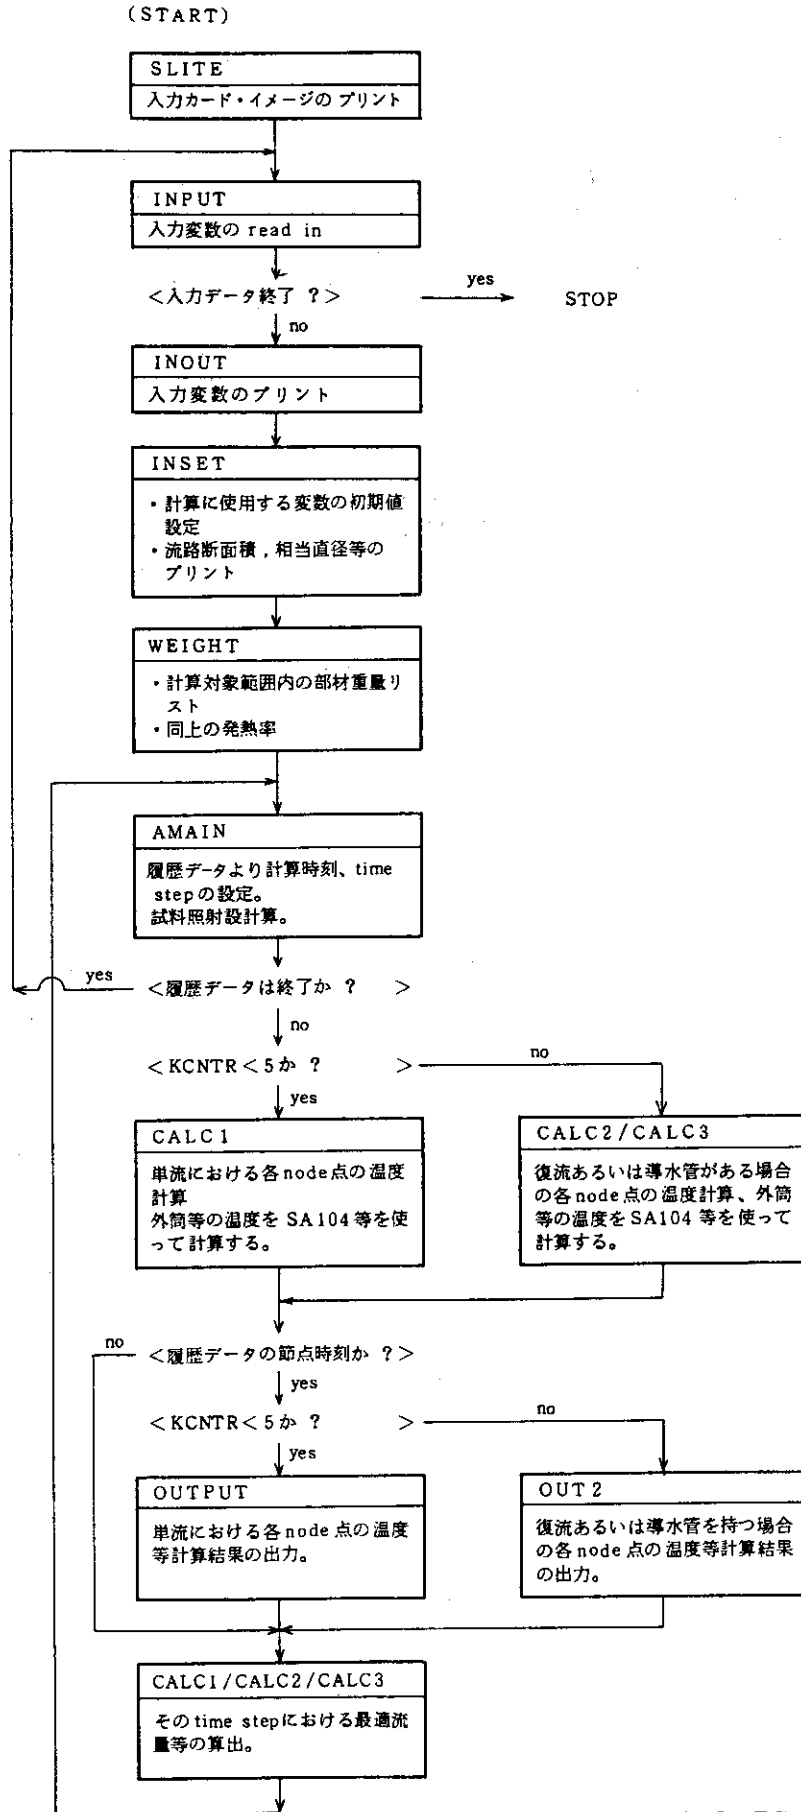 (START)
SLITE
入力カード・イメージのプリント
INPUT
入力変数の read in
<入力データ終了 ?>
yes
STOP
no
INOUT
入力変数のプリント
INSET
・計算に使用する変数の初期値
設定
・流路断面積，相当直径等の
プリント
WEIGHT
・計算対象範囲内の部材重量リ
スト
・同上の発熱率
AMAIN
履歴データより計算時刻、time
stepの設定。
試料照射設計算。
yes
<履歴データは終了か ? >
no
<KCNTR<5か ? >
no
yes
CALC1
単流における各node点の温度
計算
外筒等の温度を SA104 等を使
って計算する。
CALC2/CALC3
復流あるいは導水管がある場合
の各node点の温度計算、外筒
等の温度をSA104 等を使って
計算する。
no
<履歴データの節点時刻か ?>
yes
<KCNTR<5か ? >
no
yes
OUTPUT
単流における各node点の温度
等計算結果の出力。
OUT2
復流あるいは導水管を持つ場合
の各node点の温度等計算結果
の出力。
CALC1/CALC2/CALC3
そのtime stepにおける最適流
量等の算出。